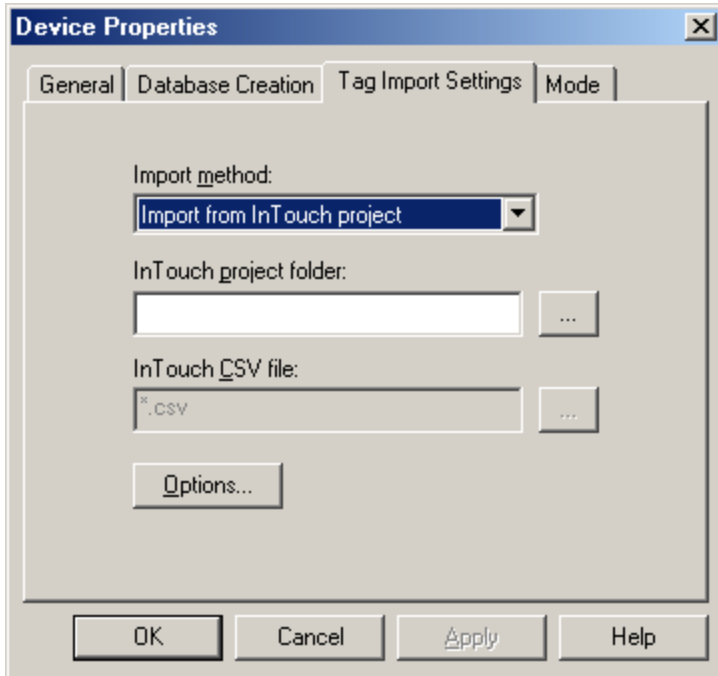 Device Properties
General Database Creation Tag Import Settings Mode
Import method:
Import from InTouch project
InTouch project folder:
...
InTouch CSV file:
*.csv ...
Options...
OK Cancel Apply Help